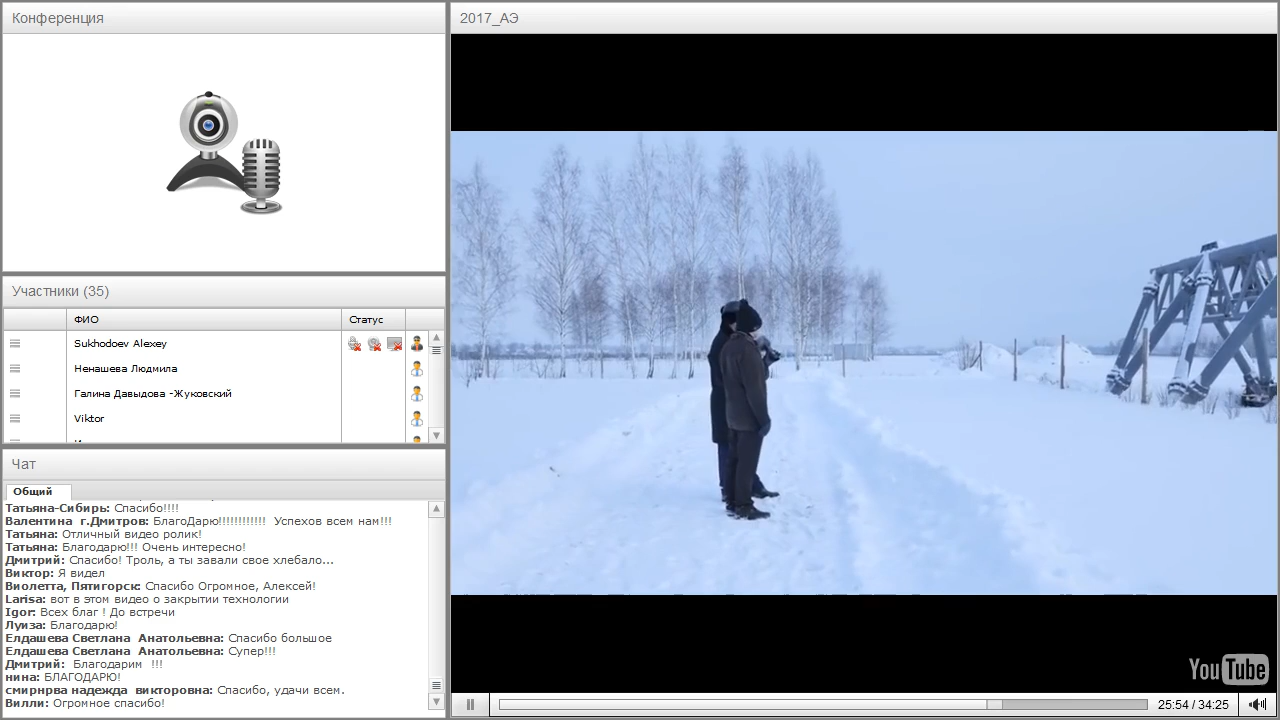 Конференция
2017_АЭ
Участники (35)
ФИО Статус
Sukhodoev Alexey
Ненашева Людмила
Галина Давыдова -Жуковский
Viktor
Чат
Общий
Татьяна-Сибирь: Спасибо!!!!
Валентина г.Дмитров: БлагоДарю!!!!!!!!!!!! Успехов всем нам!!!
Татьяна: Отличный видео ролик!
Татьяна: Благодарю!!! Очень интересно!
Дмитрий: Спасибо! Троль, а ты завали свое хлебало...
Виктор: Я видел
Виолетта, Пятигорск: Спасибо Огромное, Алексей!
Larisa: вот в этом видео о закрытии технологии
Igor: Всех благ ! До встречи
Луиза: Благодарю!
Елдашева Светлана Анатольевна: Спасибо большое
Елдашева Светлана Анатольевна: Супер!!!
Дмитрий: Благодарим !!!
нина: БЛАГОДАРЮ!
смирнрва надежда викторовна: Спасибо, удачи всем.
Вилли: Огромное спасибо!
YouTube
25:54 / 34:25